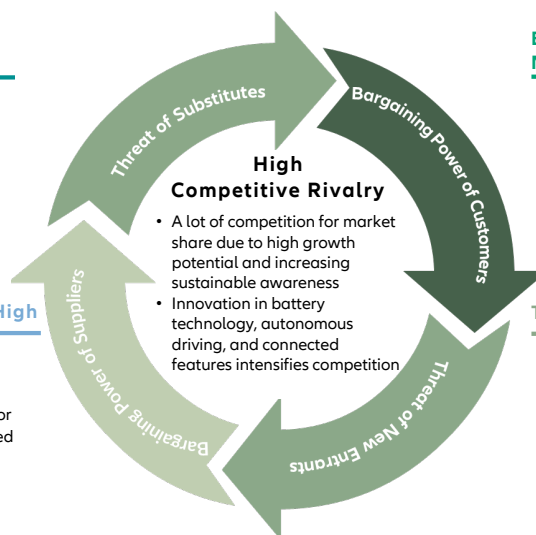 Threat of Substitutes
Bargaining Power of Customers
High
Competitive Rivalry
• A lot of competition for market
share due to high growth
potential and increasing
sustainable awareness
• Innovation in battery
technology, autonomous
driving, and connected
features intensifies competition
High
Bargaining Power of Suppliers
Threat of New Entrants
or